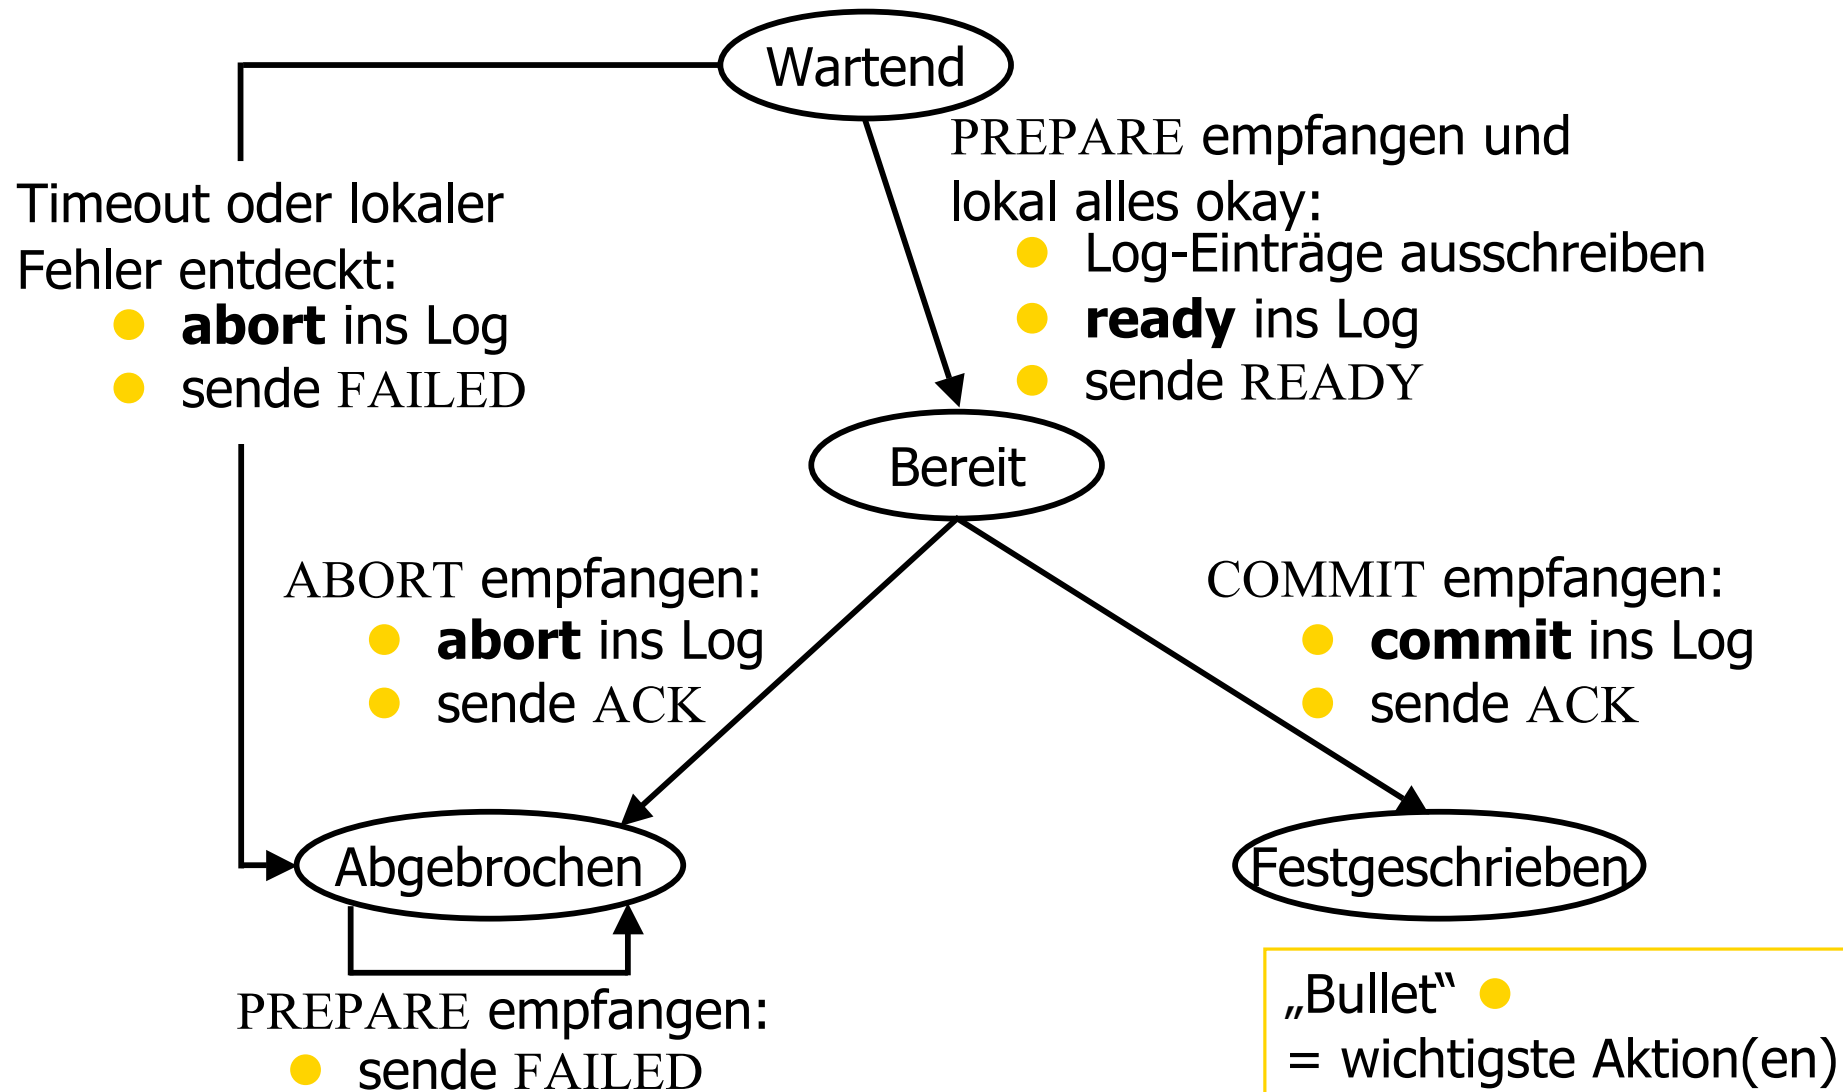 Wartend
PREPARE empfangen und
lokal alles okay:
● Log-Einträge ausschreiben
● ready ins Log
● sende READY
Timeout oder lokaler
Fehler entdeckt:
● abort ins Log
● sende FAILED
Bereit
ABORT empfangen:
● abort ins Log
● sende ACK
COMMIT empfangen:
● commit ins Log
● sende ACK
Abgebrochen
Festgeschrieben
PREPARE empfangen:
● sende FAILED
„Bullet“ ●
= wichtigste Aktion(en)